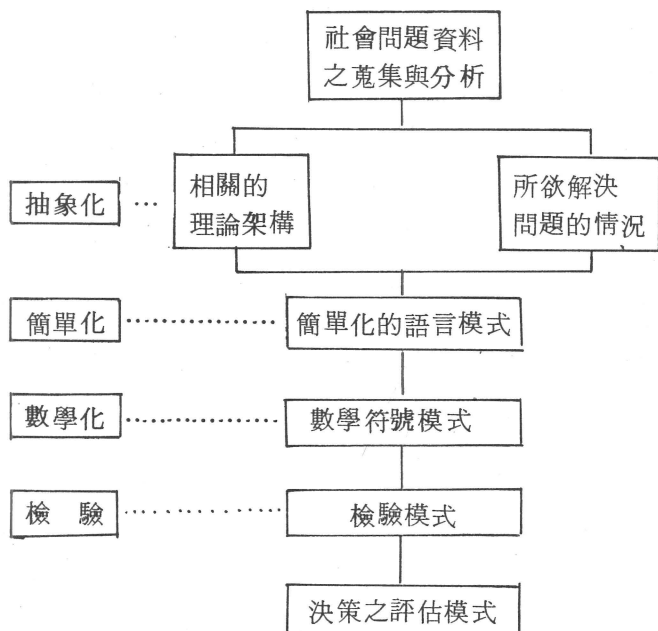 社會問題資料
之蒐集與分析
抽象化 …
相關的
理論架構
所欲解決
問題的情況
簡單化
簡單化的語言模式
數學化
數學符號模式
檢 驗
檢驗模式
決策之評估模式